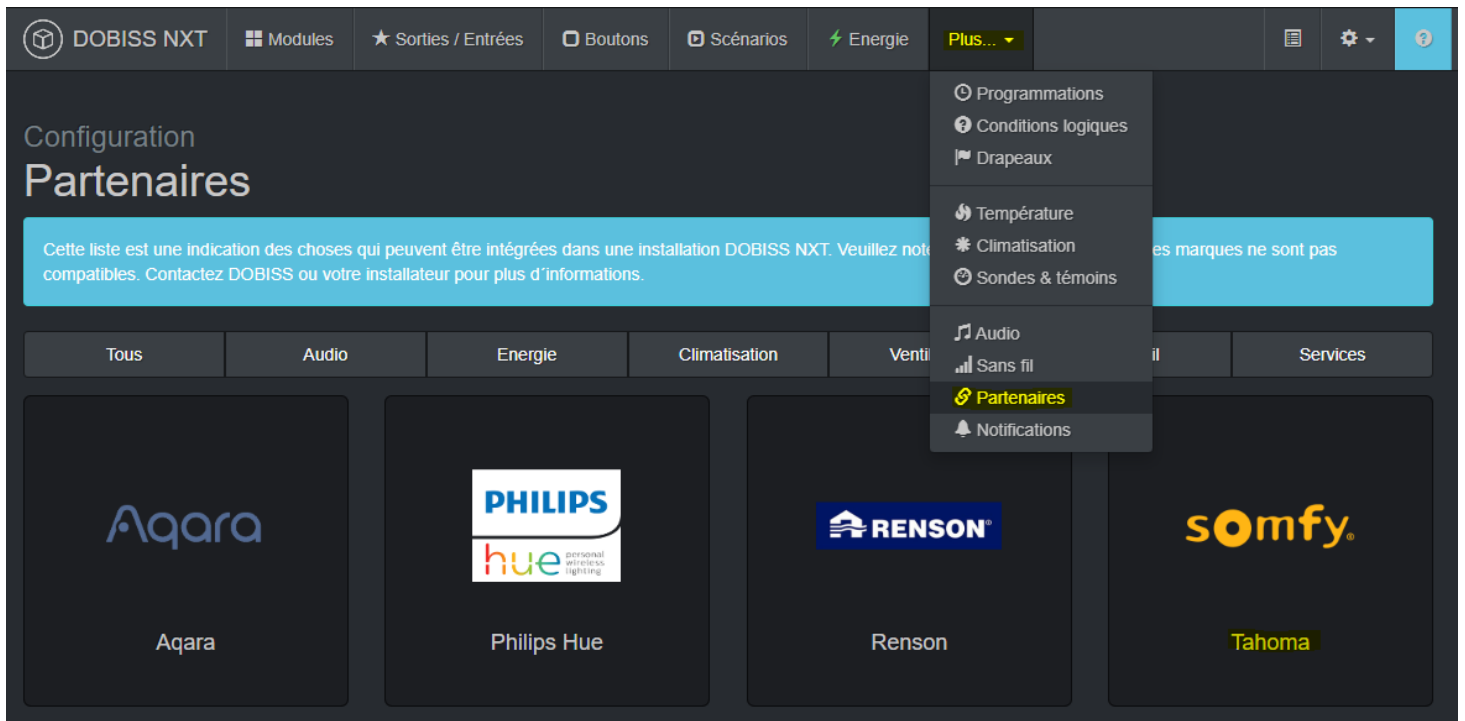 DOBISS NXT
Modules
Sorties / Entrées
Boutons
Scénarios
Energie
Plus...
Programmations
Conditions logiques
Drapeaux
Température
Climatisation
Sondes & témoins
Audio
Sans fil
Partenaires
Notifications
Configuration
Partenaires
Cette liste est une indication des choses qui peuvent être intégrées dans une installation DOBISS NXT. Veuillez es marques ne sont pas
compatibles. Contactez DOBISS ou votre installateur pour plus d´informations.
Tous
Audio
Energie
Climatisation
Services
Aqara
PHILIPS
hue personal
wireless
lighting
RENSON
somfy
Aqara
Philips Hue
Renson
Tahoma